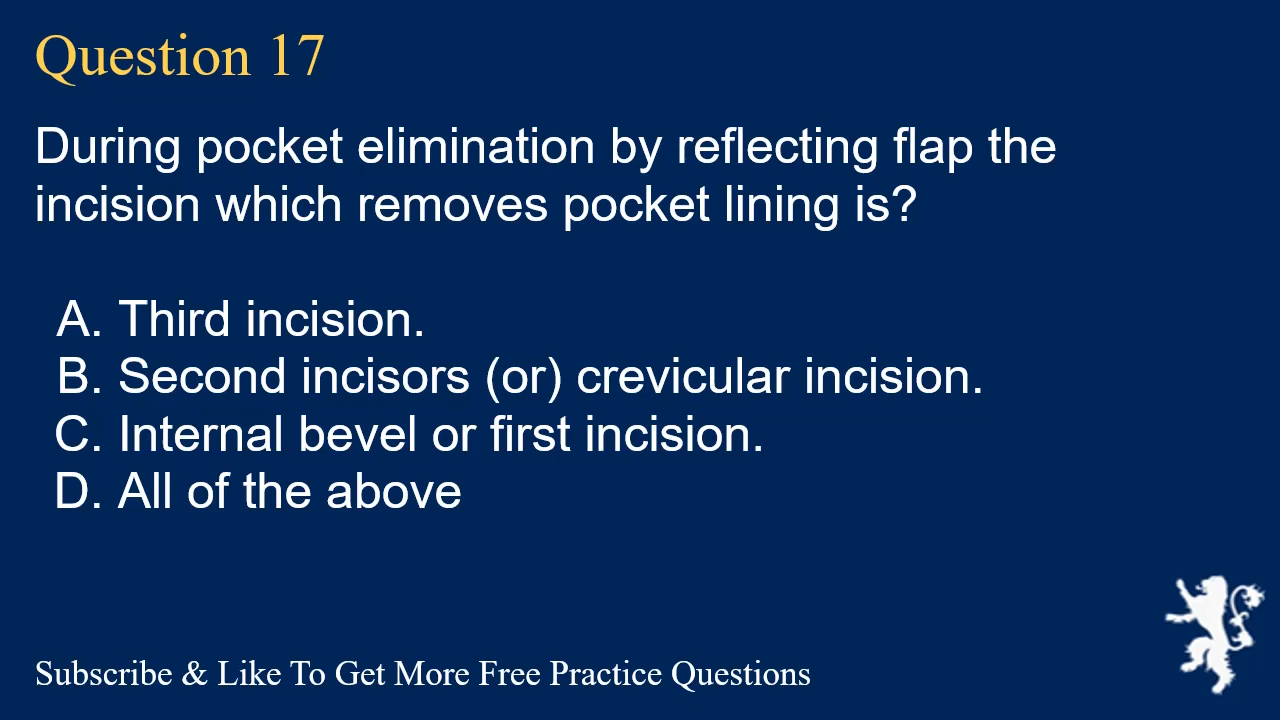 Question 17
During pocket elimination by reflecting flap the
incision which removes pocket lining is?
A. Third incision.
B. Second incisors (or) crevicular incision.
C. Internal bevel or first incision.
D. All of the above
Subscribe & Like To Get More Free Practice Questions